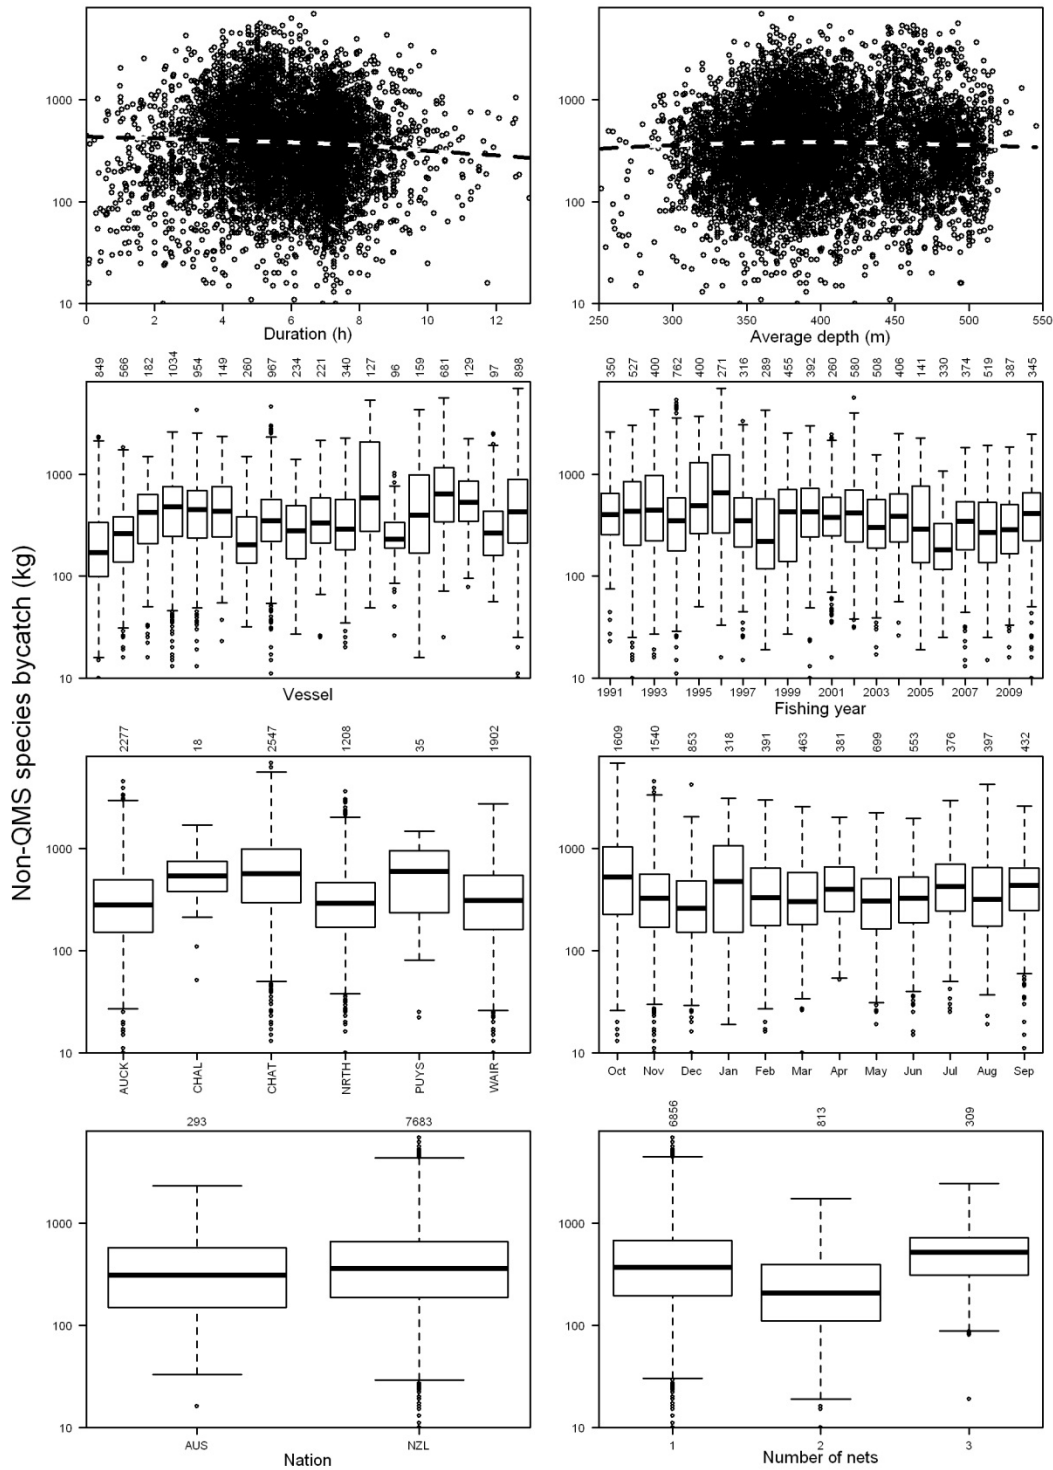 Non-QMS species bycatch (kg)
1000
100
10
0 2 4 6 8 10 12
Duration (h)
1000
100
10
250 300 350 400 450 500 550
Average depth (m)
849 566 182 1034 954 149 260 967 234 221 340 127 96 159 681 129 97 898
1000
100
10
Vessel
350 527 400 762 400 271 316 289 455 392 260 580 508 406 141 330 374 519 387 345
1000
100
10
1991 1993 1995 1997 1999 2001 2003 2005 2007 2009
Fishing year
2277 18 2547 1208 35 1902
1000
100
10
AUCK CHAL CHAT NRTH PUYS WAIR
1609 1540 853 318 391 463 381 699 553 376 397 432
1000
100
10
Oct Nov Dec Jan Feb Mar Apr May Jun Jul Aug Sep
293 7683
1000
100
10
AUS NZL
Nation
6856 813 309
1000
100
10
1 2 3
Number of nets